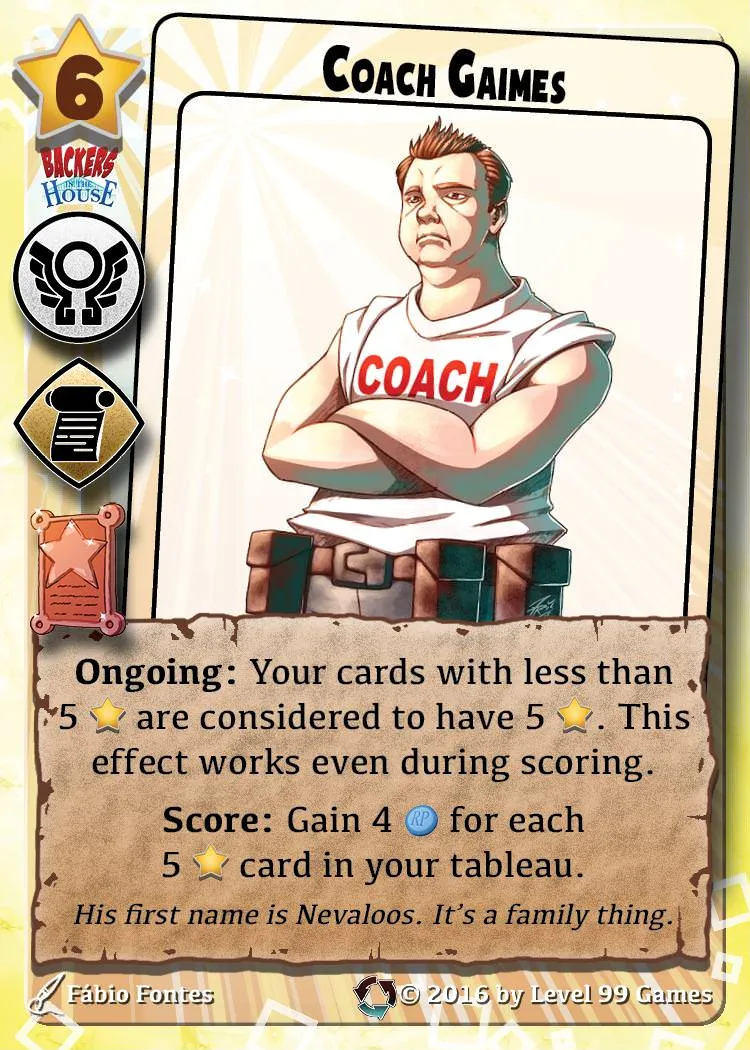 6
COACH GAIMES
BACKERS
IN THE
HOUSE
COACH
Ongoing: Your cards with less than
5 are considered to have 5 . This
effect works even during scoring.
Score: Gain 4 RP for each
5 card in your tableau.
His first name is Nevaloos. It's a family thing.
Fábio Fontes
© 2016 by Level 99 Games